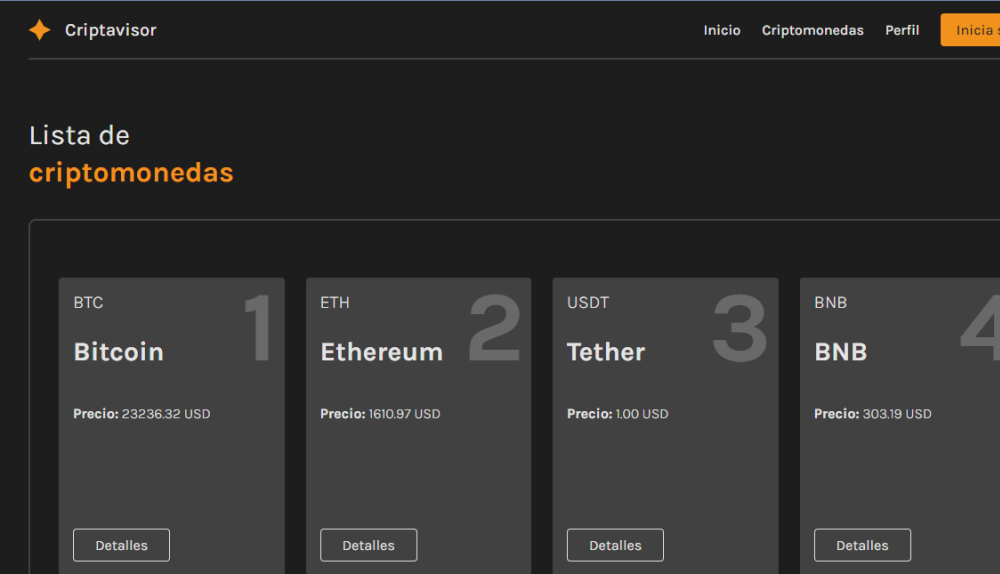 Criptavisor
Inicio Criptomonedas Perfil Inicia
Lista de
criptomonedas
BTC 1
Bitcoin
Precio: 23236.32 USD
Detalles
ETH 2
Ethereum
Precio: 1610.97 USD
Detalles
USDT 3
Tether
Precio: 1.00 USD
Detalles
BNB 4
BNB
Precio: 303.19 USD
Detalles